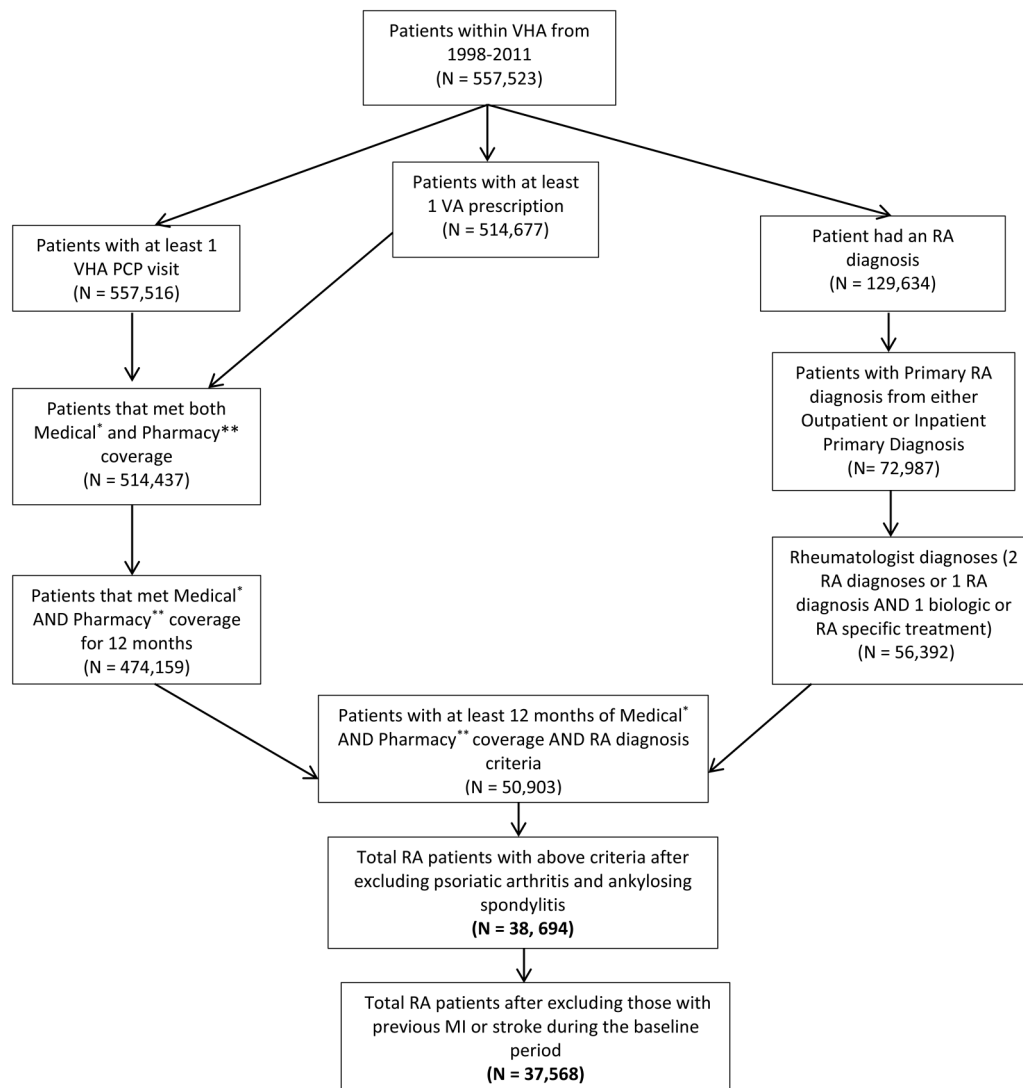 Patients within VHA from
1998-2011
(N = 557,523)
Patients with at least
1 VA prescription
(N = 514,677)
Patients with at least 1
VHA PCP visit
(N = 557,516)
Patient had an RA
diagnosis
(N = 129,634)
Patients that met both
Medical* and Pharmacy**
coverage
(N = 514,437)
Patients with Primary RA
diagnosis from either
Outpatient or Inpatient
Primary Diagnosis
(N= 72,987)
Patients that met Medical*
AND Pharmacy** coverage
for 12 months
(N = 474,159)
Rheumatologist diagnoses (2
RA diagnoses or 1 RA
diagnosis AND 1 biologic or
RA specific treatment)
(N = 56,392)
Patients with at least 12 months of Medical*
AND Pharmacy** coverage AND RA diagnosis
criteria
(N = 50,903)
Total RA patients with above criteria after
excluding psoriatic arthritis and ankylosing
spondylitis
(N = 38, 694)
Total RA patients after excluding those with
previous MI or stroke during the baseline
period
(N = 37,568)